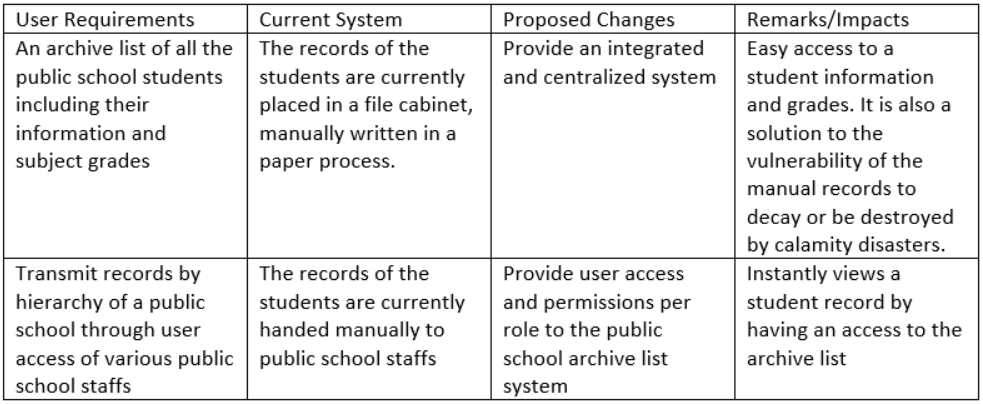 User Requirements
Current System
Proposed Changes
Remarks/Impacts
An archive list of all the
public school students
including their
information and
subject grades
The records of the
students are currently
placed in a file cabinet,
manually written in a
paper process.
Provide an integrated
and centralized system
Easy access to a
student information
and grades. It is also a
solution to the
vulnerability of the
manual records to
decay or be destroyed
by calamity disasters.
Transmit records by
hierarchy of a public
school through user
access of various public
school staffs
The records of the
students are currently
handed manually to
public school staffs
Provide user access
and permissions per
role to the public
school archive list
system
Instantly views a
student record by
having an access to the
archive list